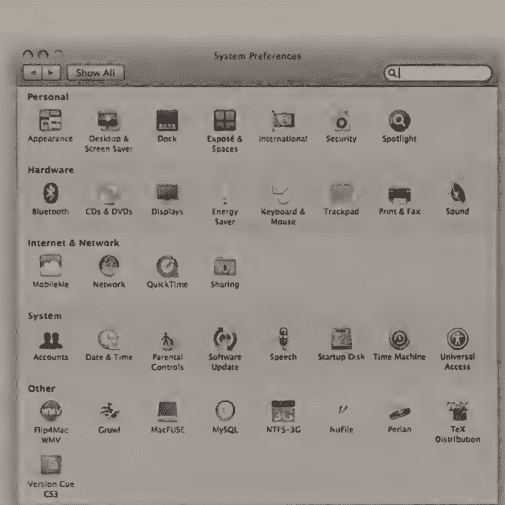 System Preferences
Show All
Personal
Appearance
Desktop &
Screen Saver
Dock
Exposé &
Spaces
International
Security
Spotlight
Hardware
Bluetooth
CDs & DVDs
Displays
Energy
Saver
Keyboard &
Mouse
Trackpad
Print & Fax
Sound
Internet & Network
MobileMe
Network
QuickTime
Sharing
System
Accounts
Date & Time
Parental
Controls
Software
Update
Speech
Startup Disk
Time Machine
Universal
Access
Other
Flip4Mac
WMV
Growl
MacFUSE
MySQL
NTFS-3G
NuFile
Perian
TeX
Distribution
Version Cue
CS3